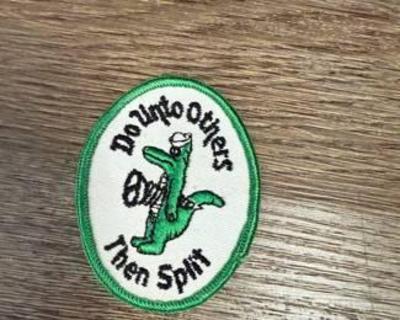 Do Unto Others
Then Split